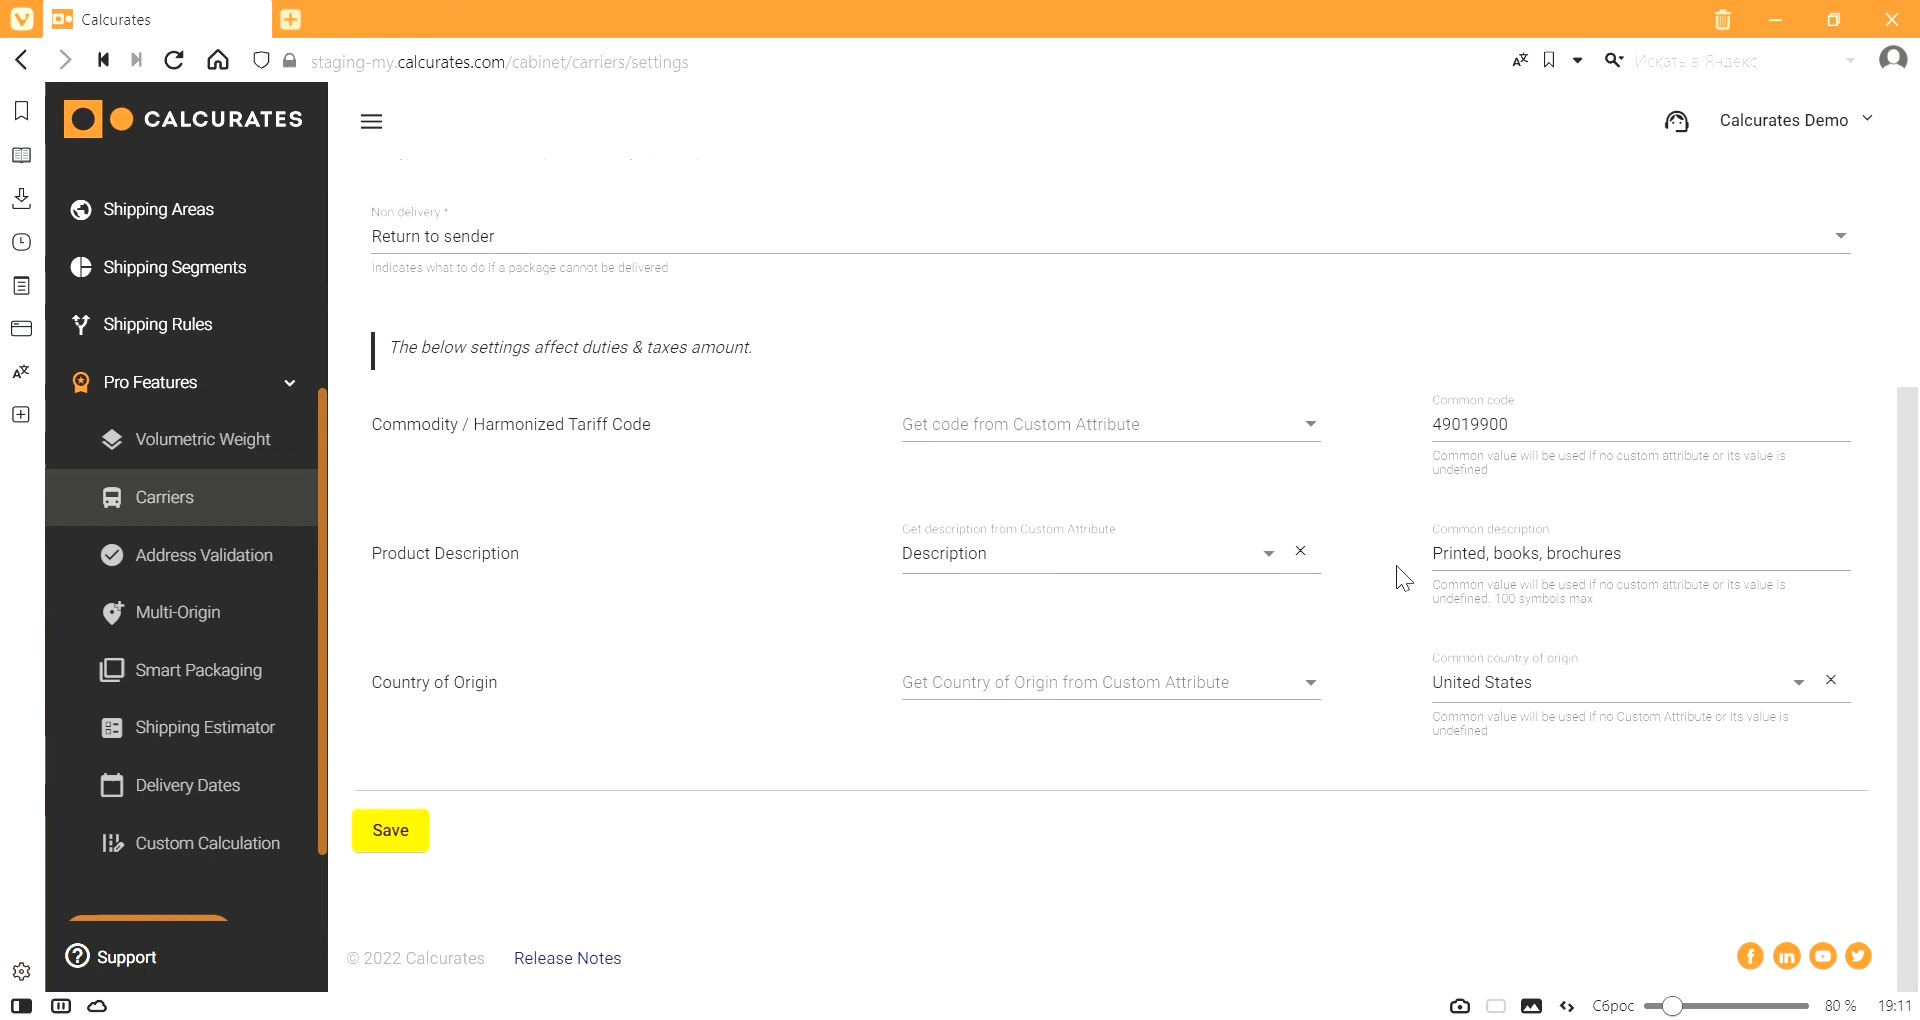 Calcurates
staging-my.calcurates.com/cabinet/carriers/settings
Искать в Яндекс
CALCURATES
Calcurates Demo
Shipping Areas
Shipping Segments
Shipping Rules
Pro Features
Volumetric Weight
Carriers
Address Validation
Multi-Origin
Smart Packaging
Shipping Estimator
Delivery Dates
Custom Calculation
Support
Non delivery *
Return to sender
Indicates what to do if a package cannot be delivered
The below settings affect duties & taxes amount.
Commodity / Harmonized Tariff Code
Get code from Custom Attribute
Common code
49019900
Common value will be used if no custom attribute or its value is
undefined
Product Description
Get description from Custom Attribute
Description
Common description
Printed, books, brochures
Common value will be used if no custom attribute or its value is
undefined. 100 symbols max
Country of Origin
Get Country of Origin from Custom Attribute
Common country of origin
United States
Common value will be used if no Custom Attribute or its value is
undefined
Save
© 2022 Calcurates
Release Notes
Сброс
80 %
19:11